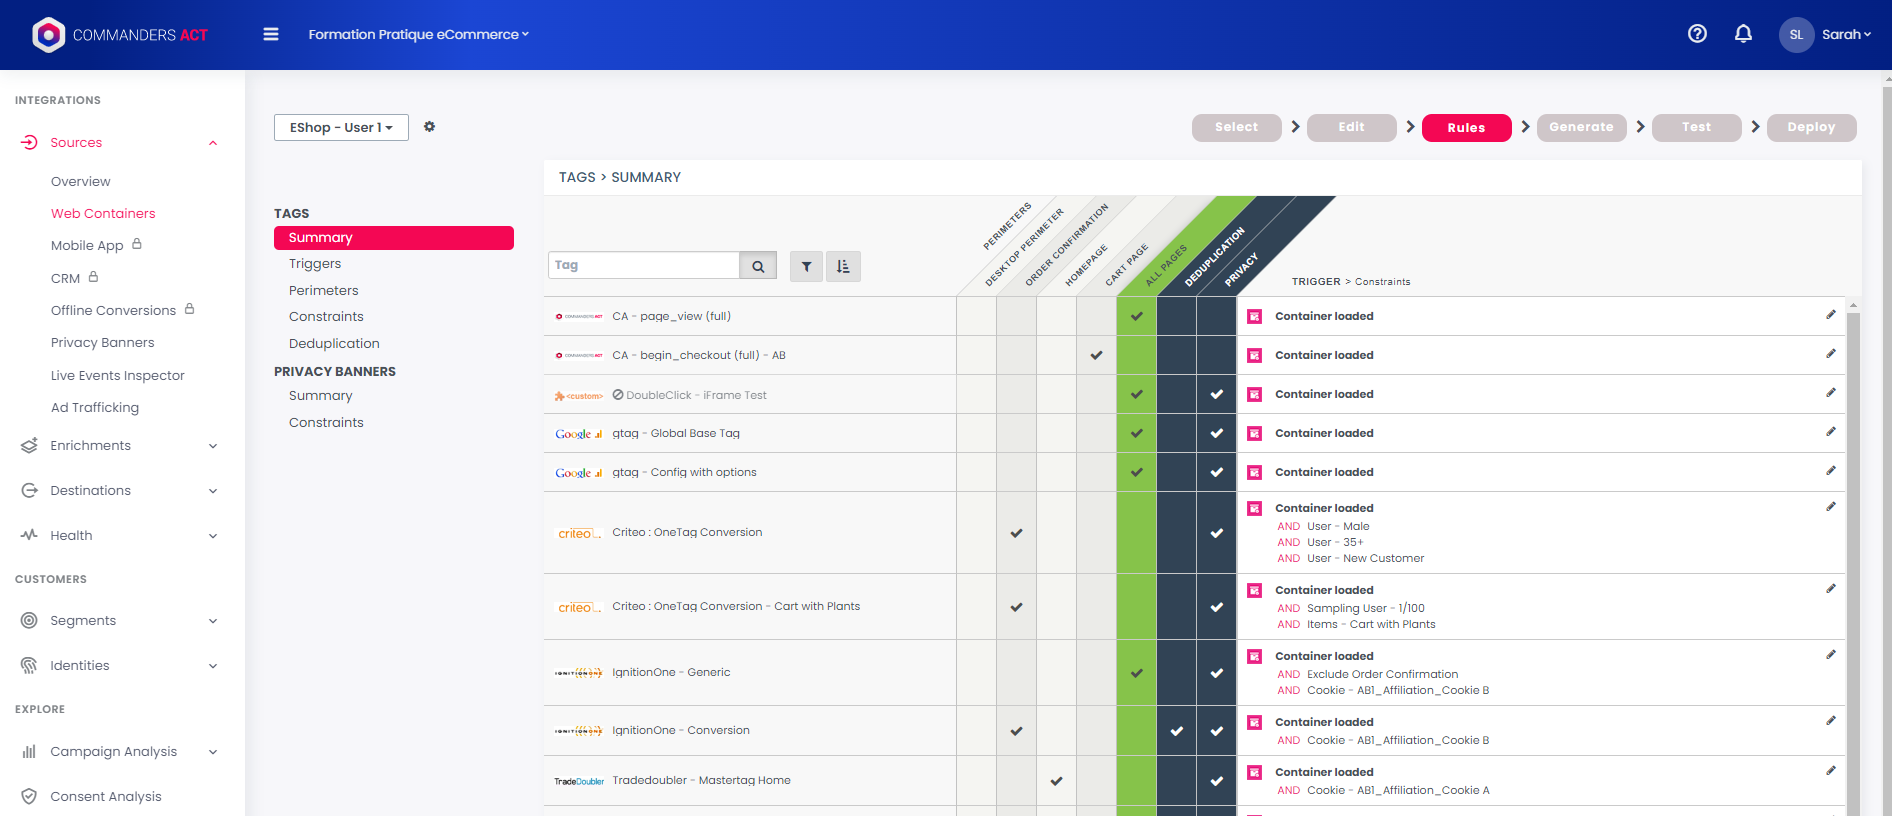 COMMANDERS ACT
Formation Pratique eCommerce
SL
Sarah
INTEGRATIONS
Sources
Overview
Web Containers
Mobile App
CRM
Offline Conversions
Privacy Banners
Live Events Inspector
Ad Trafficking
Enrichments
Destinations
Health
CUSTOMERS
Segments
Identities
EXPLORE
Campaign Analysis
Consent Analysis
EShop - User 1
Select
Edit
Rules
Generate
Test
Deploy
TAGS
Summary
Triggers
Perimeters
Constraints
Deduplication
PRIVACY BANNERS
Summary
Constraints
TAGS > SUMMARY
Tag
PERIMETERS
DESKTOP PERIMETER
ORDER CONFIRMATION
HOMEPAGE
CART PAGE
ALL PAGES
DEDUPLICATION
PRIVACY
TRIGGER > Constraints
COMMANDERS ACT CA - page_view (full) Container loaded
COMMANDERS ACT CA - begin_checkout (full) - AB Container loaded
<custom> DoubleClick - iFrame Test Container loaded
Google gtag - Global Base Tag Container loaded
Google gtag - Config with options Container loaded
criteo Criteo : OneTag Conversion Container loaded
AND User - Male
AND User - 35+
AND User - New Customer
criteo Criteo : OneTag Conversion - Cart with Plants Container loaded
AND Sampling User - 1/100
AND Items - Cart with Plants
IGNITIONONE IgnitionOne - Generic Container loaded
AND Exclude Order Confirmation
AND Cookie - AB1_Affiliation_Cookie B
IGNITIONONE IgnitionOne - Conversion Container loaded
AND Cookie - AB1_Affiliation_Cookie B
TradeDoubler Tradedoubler - Mastertag Home Container loaded
AND Cookie - AB1_Affiliation_Cookie A